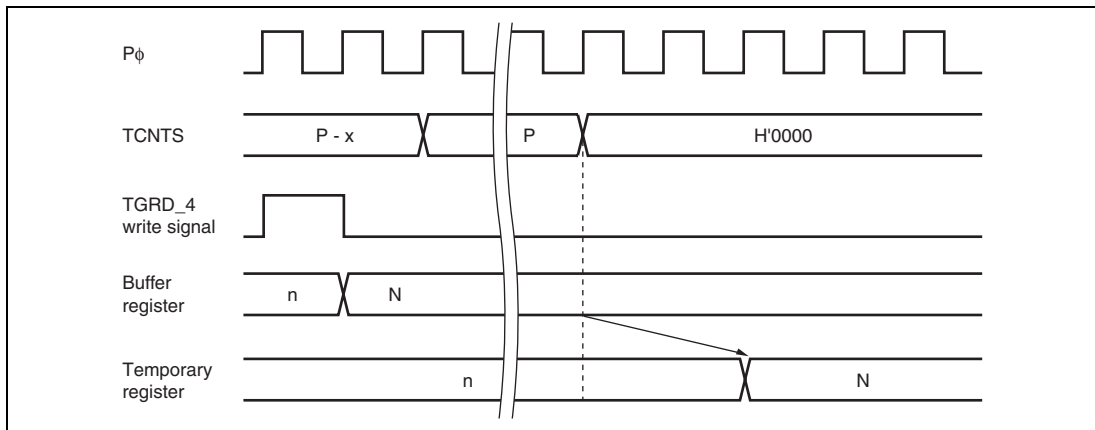 Pφ
TCNTS
P - x
P
H'0000
TGRD_4
write signal
Buffer
register
n
N
Temporary
register
n
N